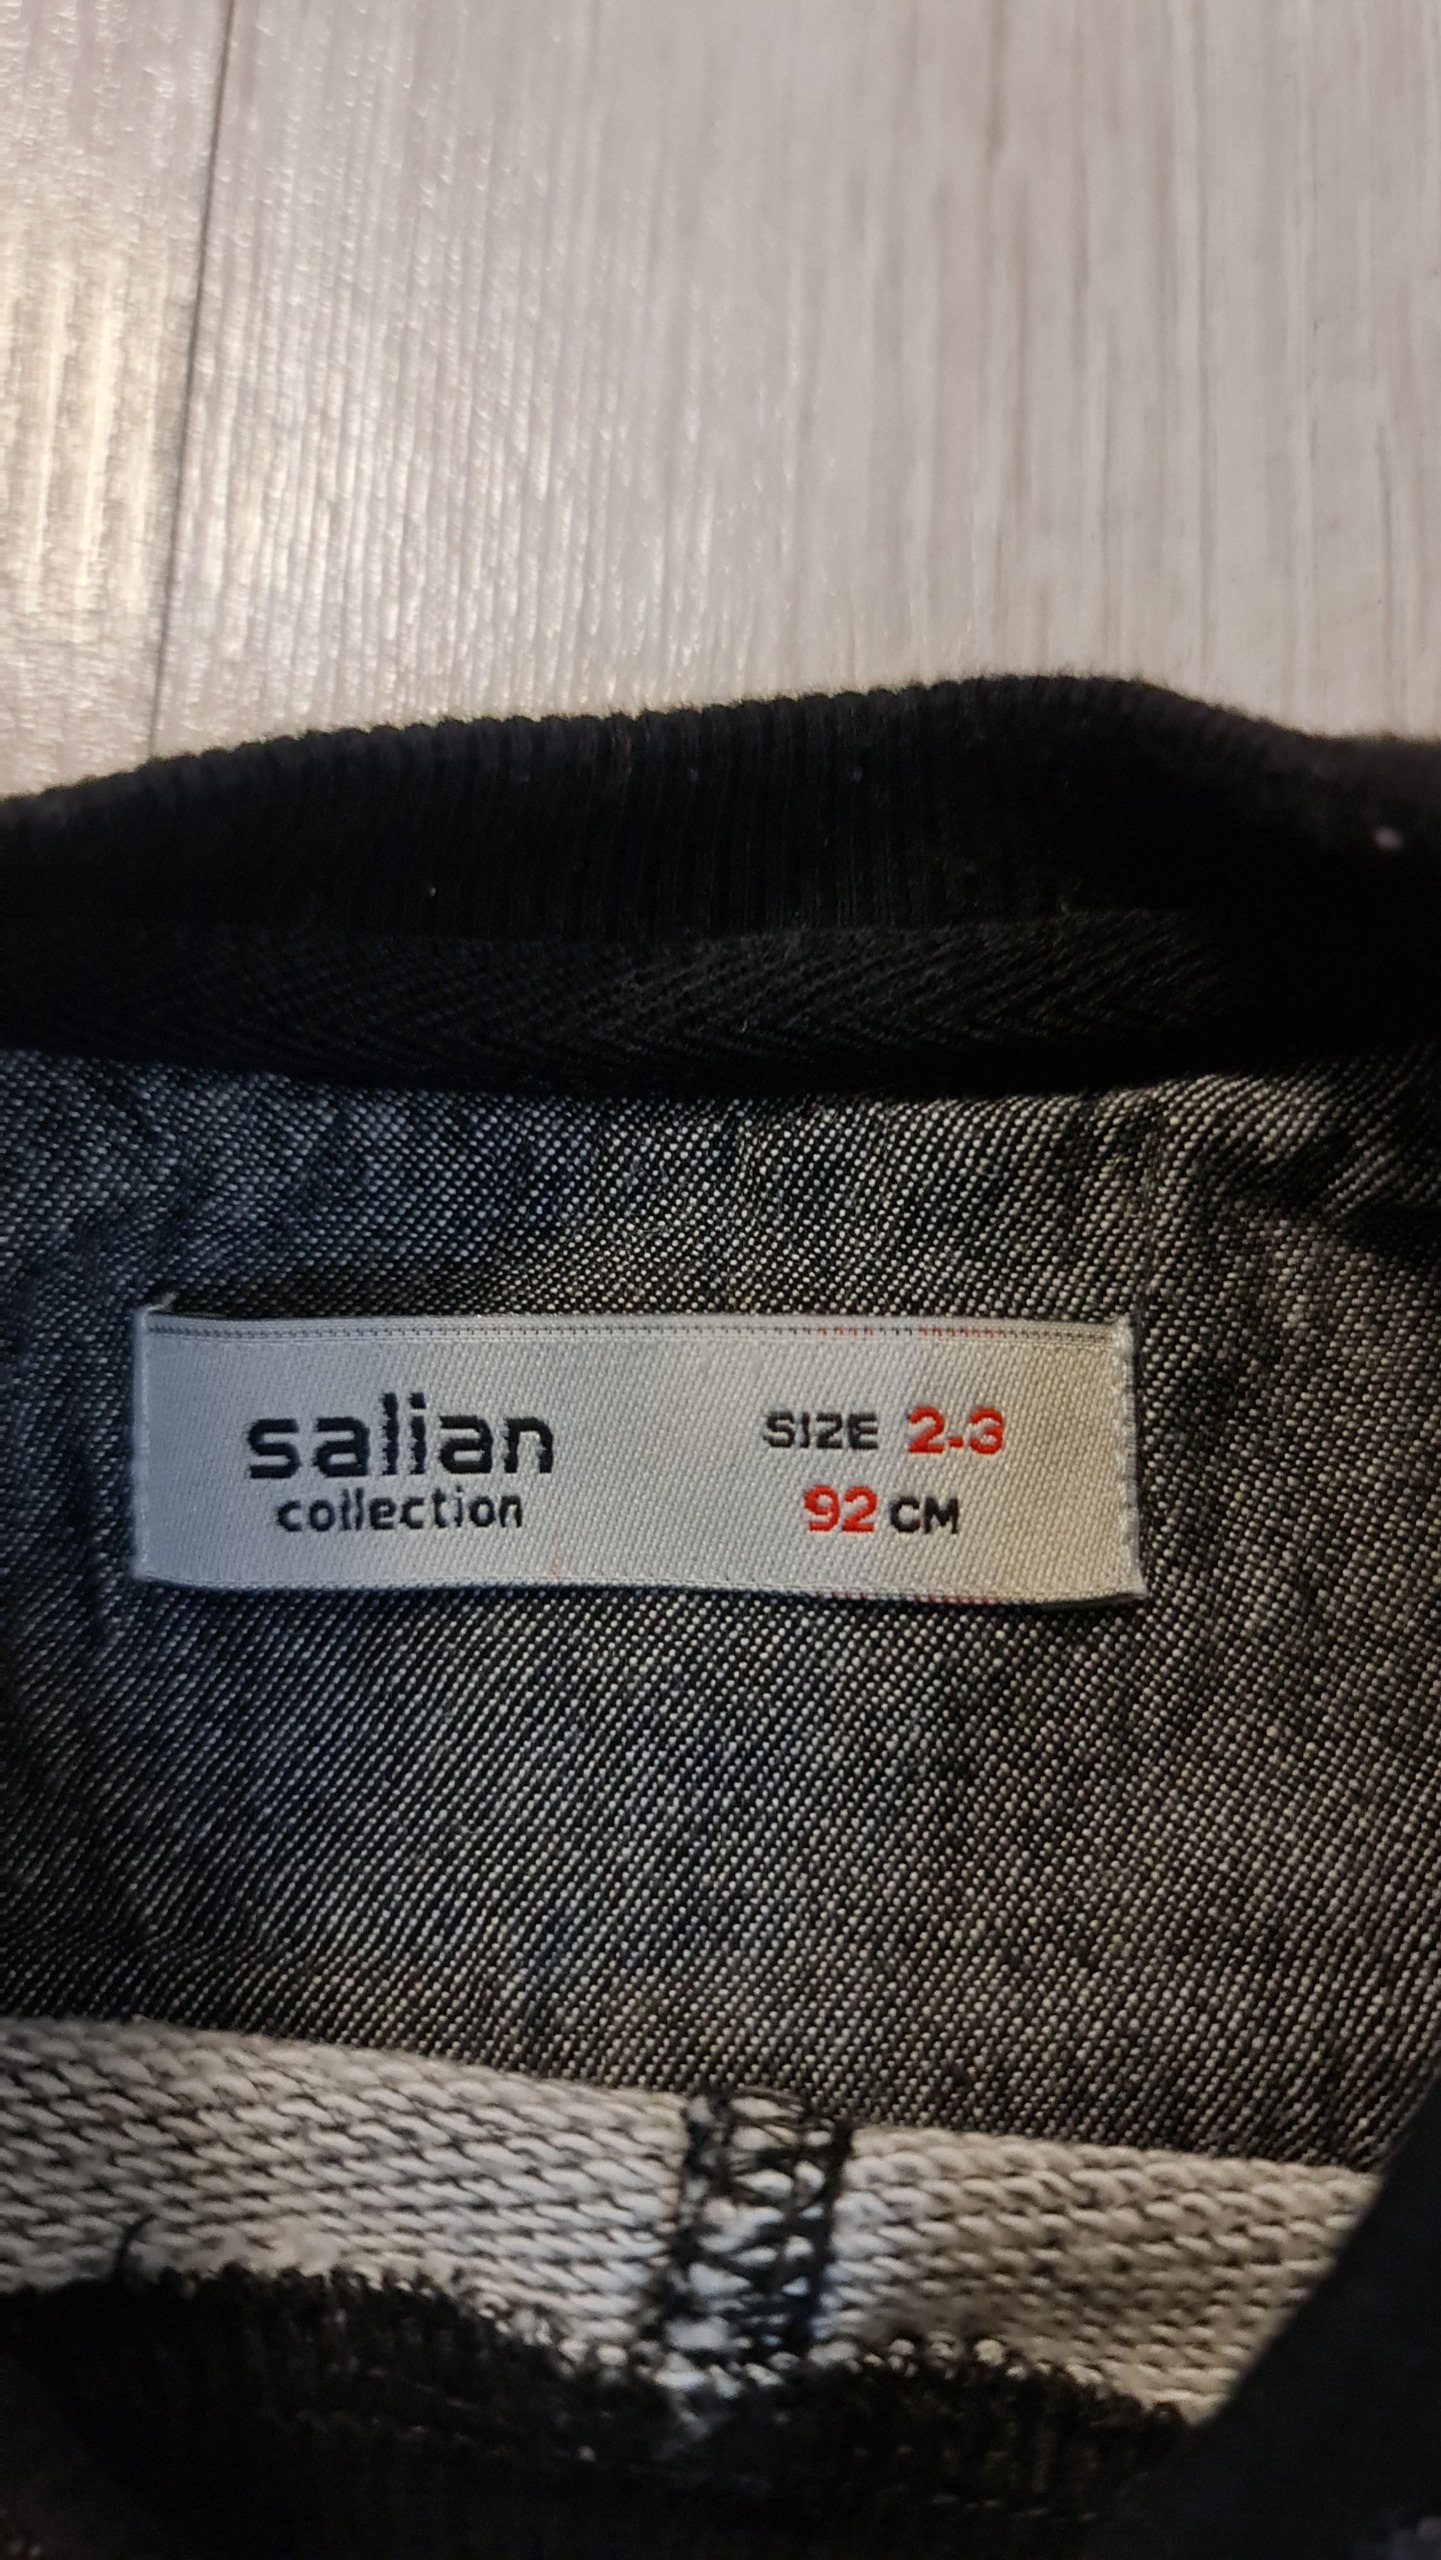 salian
collection
SIZE 2-3
92 CM